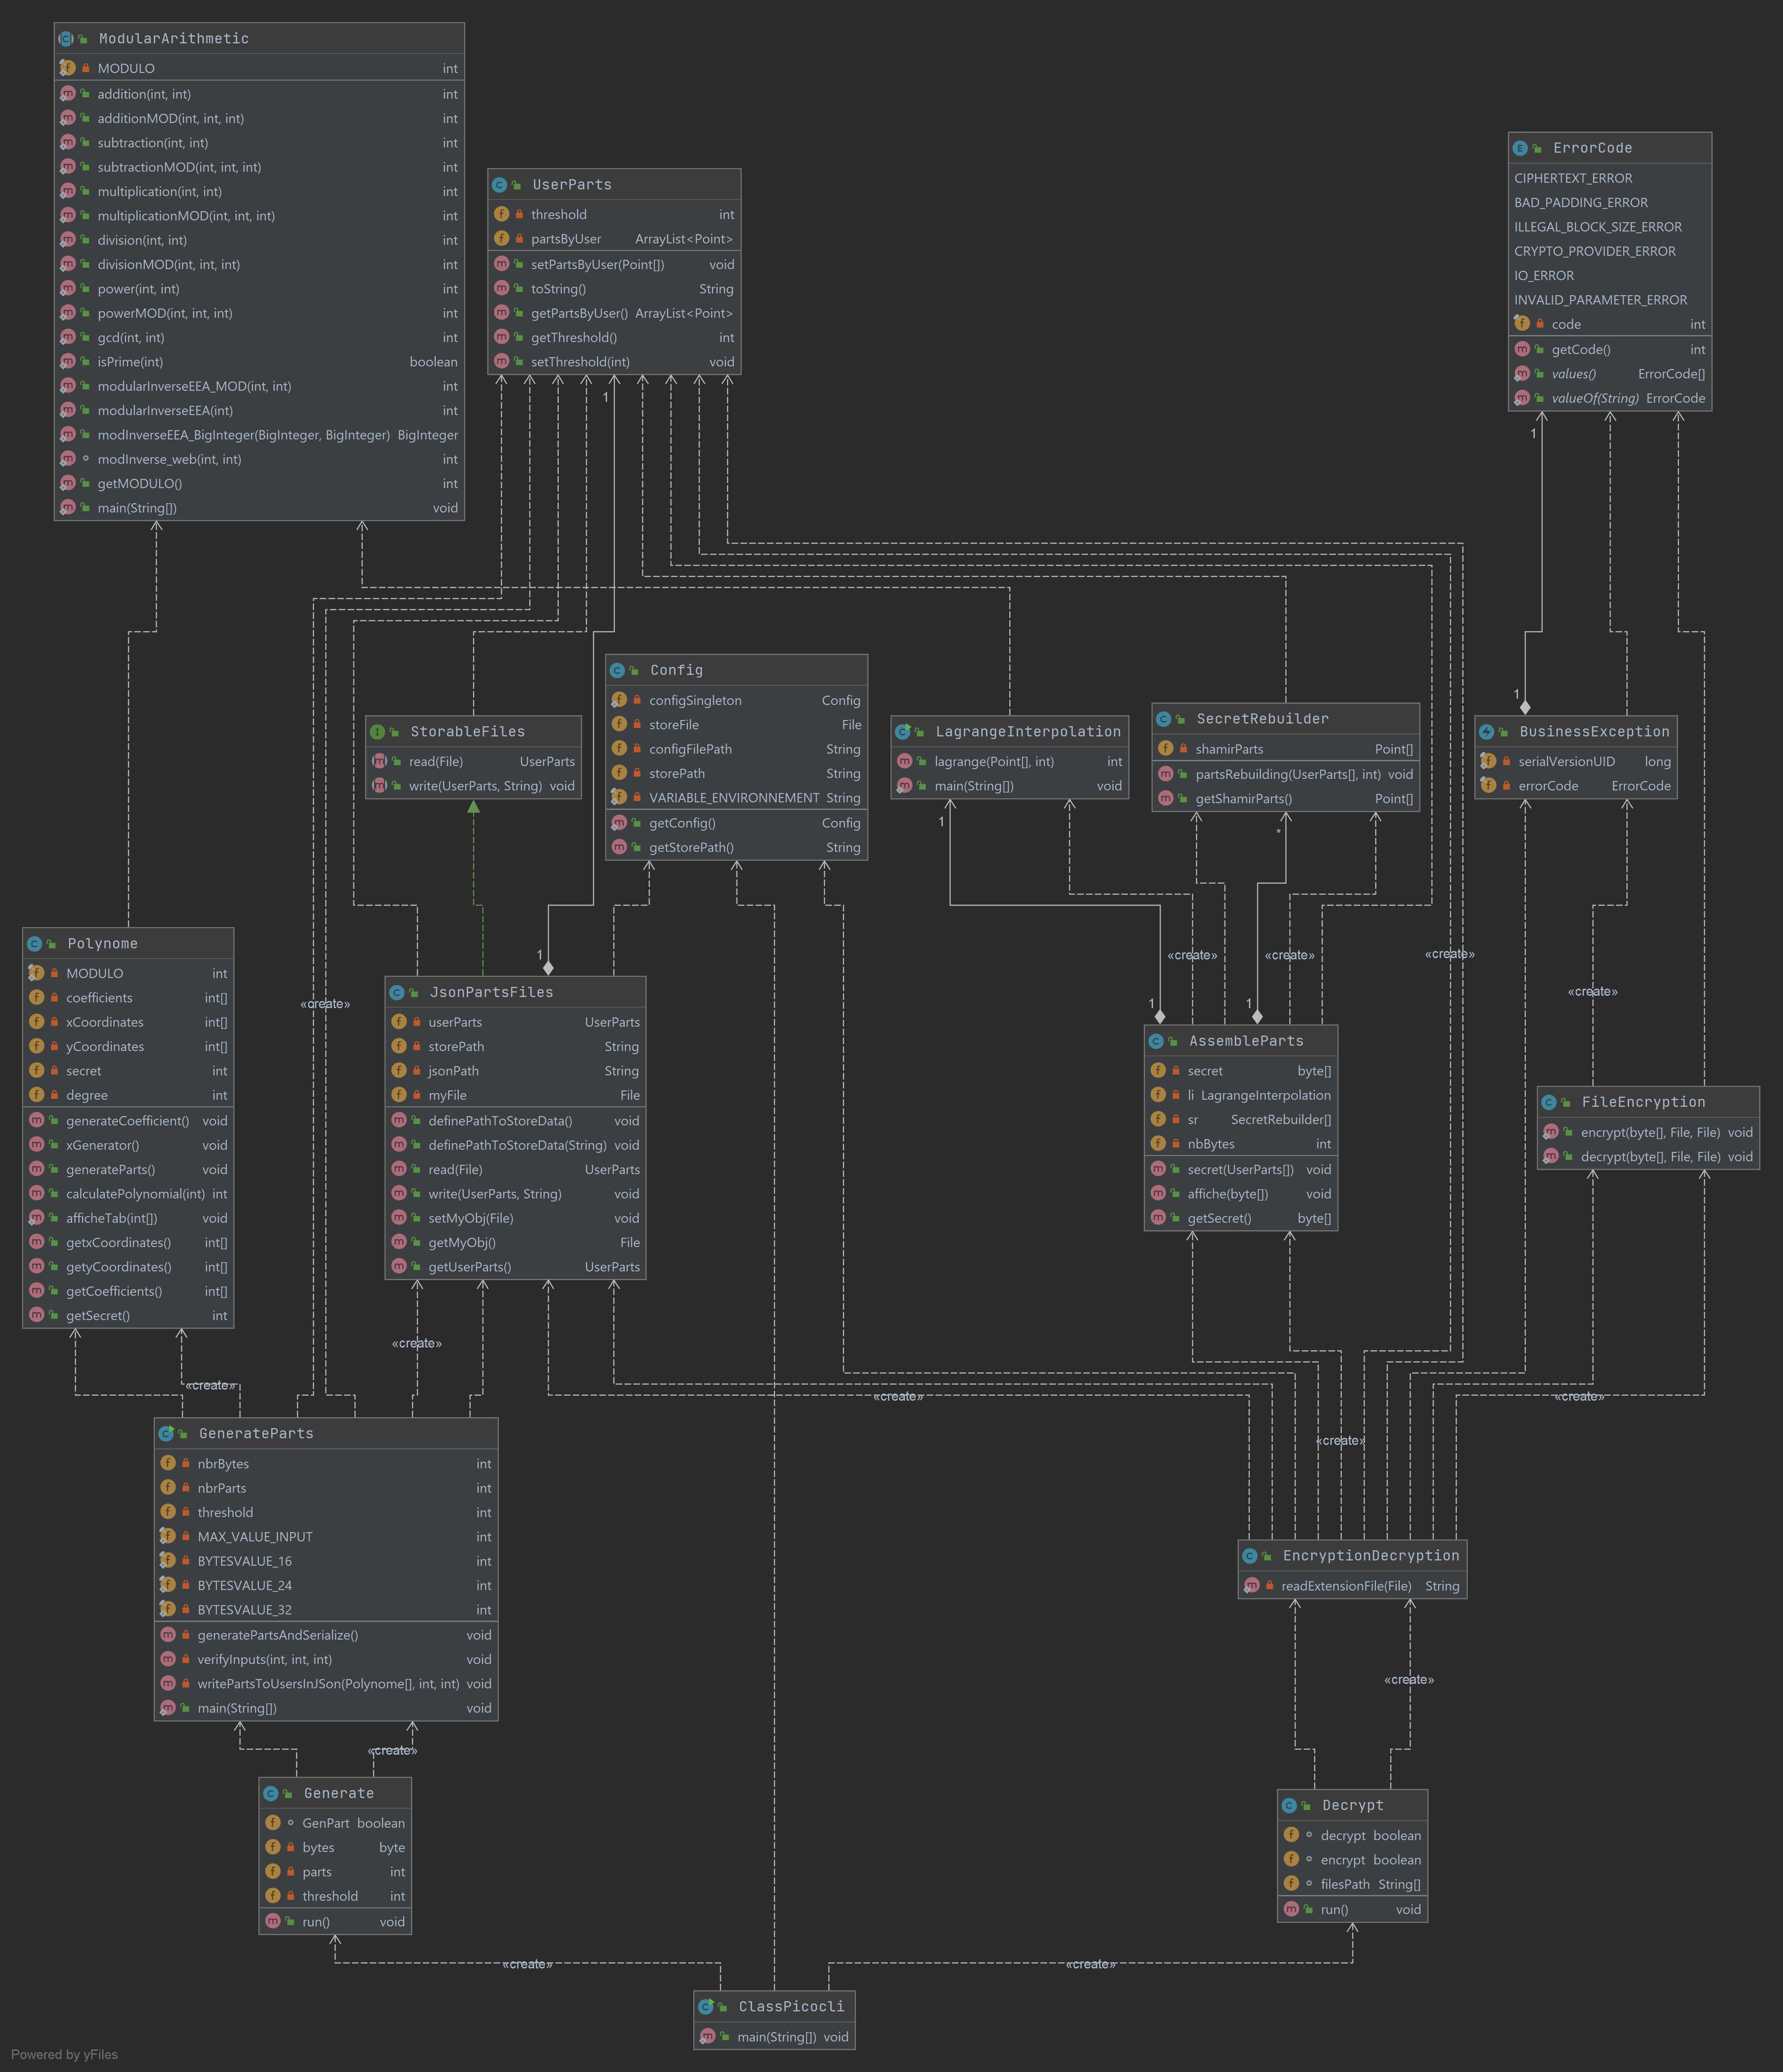 ModularArithmetic
MODULO int
addition(int, int) int
additionMOD(int, int, int) int
subtraction(int, int) int
subtractionMOD(int, int, int) int
multiplication(int, int) int
multiplicationMOD(int, int, int) int
division(int, int) int
divisionMOD(int, int, int) int
power(int, int) int
powerMOD(int, int, int) int
gcd(int, int) int
isPrime(int) boolean
modularInverseEEA_MOD(int, int) int
modularInverseEEA(int) int
modInverseEEA_BigInteger(BigInteger, BigInteger) BigInteger
modInverse_web(int, int) int
getMODULO() int
main(String[]) void
UserParts
threshold int
partsByUser ArrayList<Point>
setPartsByUser(Point[]) void
toString() String
getPartsByUser() ArrayList<Point>
getThreshold() int
setThreshold(int) void
ErrorCode
CIPHERTEXT_ERROR
BAD_PADDING_ERROR
ILLEGAL_BLOCK_SIZE_ERROR
CRYPTO_PROVIDER_ERROR
IO_ERROR
INVALID_PARAMETER_ERROR
code int
getCode() int
values() ErrorCode[]
valueOf(String) ErrorCode
1
1
1
StorableFiles
read(File) UserParts
write(UserParts, String) void
Config
configSingleton Config
storeFile File
configFilePath String
storePath String
VARIABLE_ENVIRONNEMENT String
getConfig() Config
getStorePath() String
LagrangeInterpolation
lagrange(Point[], int) int
main(String[]) void
SecretRebuilder
shamirParts Point[]
partsRebuilding(UserParts[], int) void
getShamirParts() Point[]
BusinessException
serialVersionUID long
errorCode ErrorCode
1
*
1
«create»
«create»
«create»
«create»
«create»
1
1
Polynome
MODULO int
coefficients int[]
xCoordinates int[]
yCoordinates int[]
secret int
degree int
generateCoefficient() void
xGenerator() void
generateParts() void
calculatePolynomial(int) int
afficheTab(int[]) void
getxCoordinates() int[]
getyCoordinates() int[]
getCoefficients() int[]
getSecret() int
JsonPartsFiles
userParts UserParts
storePath String
jsonPath String
myFile File
definePathToStoreData() void
definePathToStoreData(String) void
read(File) UserParts
write(UserParts, String) void
setMyObj(File) void
getMyObj() File
getUserParts() UserParts
AssembleParts
secret byte[]
li LagrangeInterpolation
sr SecretRebuilder[]
nbBytes int
secret(UserParts[]) void
affiche(byte[]) void
getSecret() byte[]
FileEncryption
encrypt(byte[], File, File) void
decrypt(byte[], File, File) void
«create»
«create»
«create»
«create»
«create»
GenerateParts
nbrBytes int
nbrParts int
threshold int
MAX_VALUE_INPUT int
BYTESVALUE_16 int
BYTESVALUE_24 int
BYTESVALUE_32 int
generatePartsAndSerialize() void
verifyInputs(int, int, int) void
writePartsToUsersInJSon(Polynome[], int, int) void
main(String[]) void
EncryptionDecryption
readExtensionFile(File) String
«create»
«create»
Generate
GenPart boolean
bytes byte
parts int
threshold int
run() void
Decrypt
decrypt boolean
encrypt boolean
filesPath String[]
run() void
«create»
«create»
ClassPicocli
main(String[]) void
Powered by yFiles